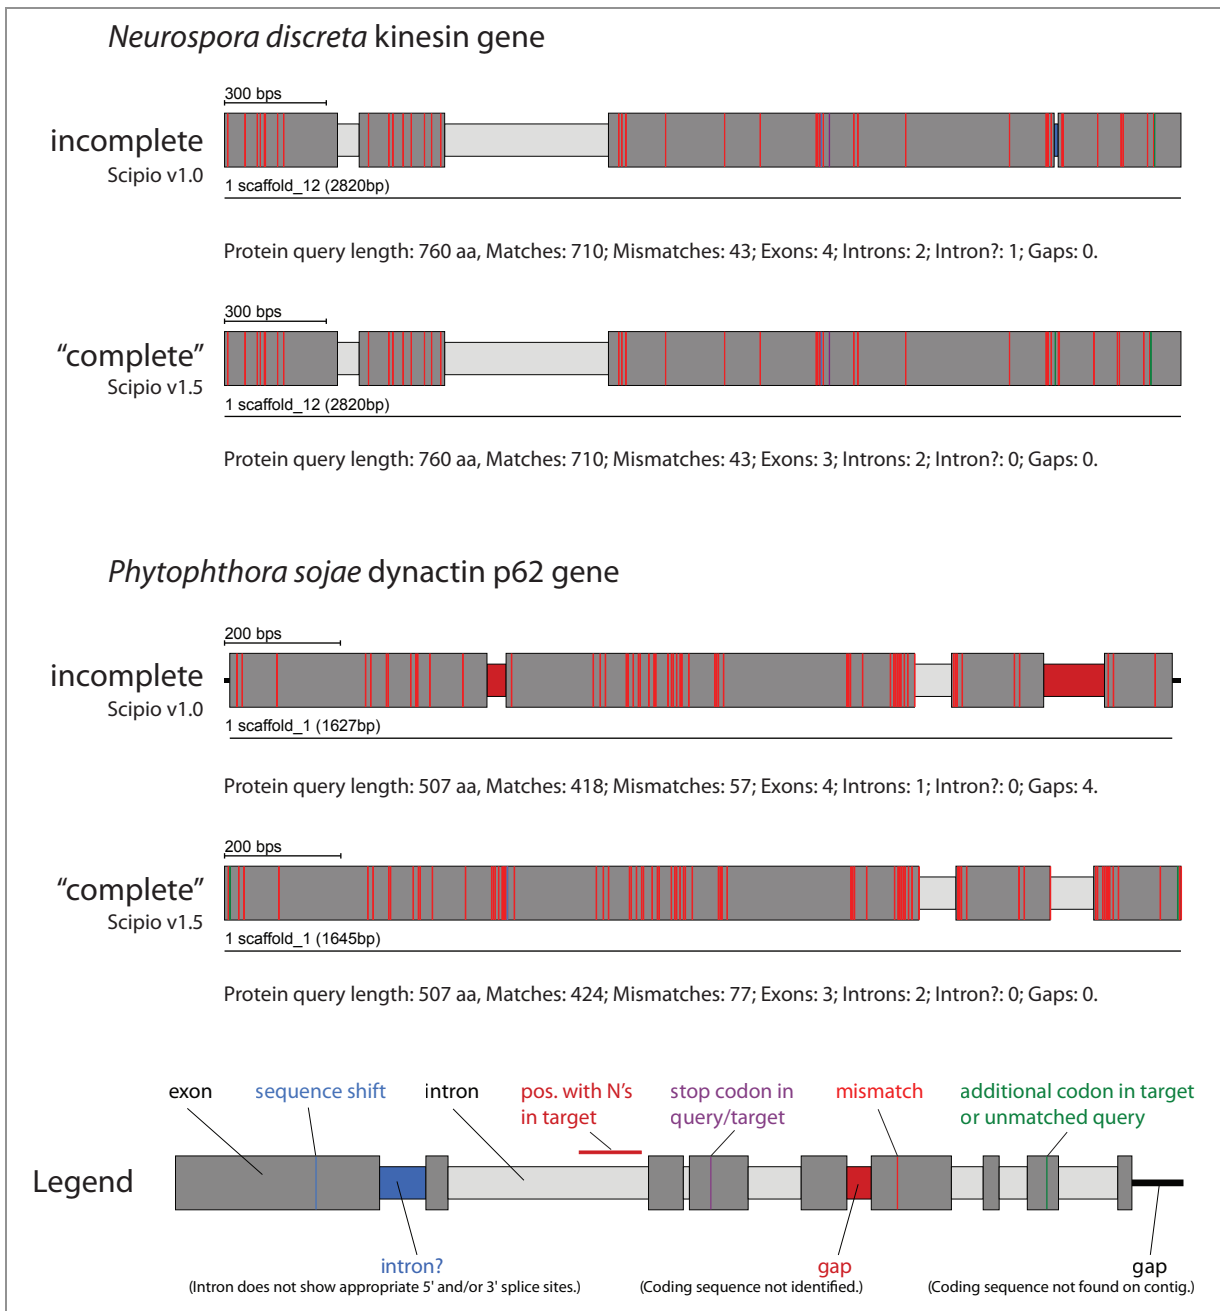 Neurospora discreta kinesin gene
300 bps
incomplete
Scipio v1.0
1 scaffold_12 (2820bp)
Protein query length: 760 aa, Matches: 710; Mismatches: 43; Exons: 4; Introns: 2; Intron?: 1; Gaps: 0.
300 bps
“complete”
Scipio v1.5
1 scaffold_12 (2820bp)
Protein query length: 760 aa, Matches: 710; Mismatches: 43; Exons: 3; Introns: 2; Intron?: 0; Gaps: 0.
Phytophthora sojae dynactin p62 gene
200 bps
incomplete
Scipio v1.0
1 scaffold_1 (1627bp)
Protein query length: 507 aa, Matches: 418; Mismatches: 57; Exons: 4; Introns: 1; Intron?: 0; Gaps: 4.
200 bps
“complete”
Scipio v1.5
1 scaffold_1 (1645bp)
Protein query length: 507 aa, Matches: 424; Mismatches: 77; Exons: 3; Introns: 2; Intron?: 0; Gaps: 0.
exon
sequence shift
intron
pos. with N's
in target
stop codon in
query/target
mismatch
additional codon in target
or unmatched query
Legend
intron?
(Intron does not show appropriate 5' and/or 3' splice sites.)
gap
(Coding sequence not identified.)
gap
(Coding sequence not found on contig.)